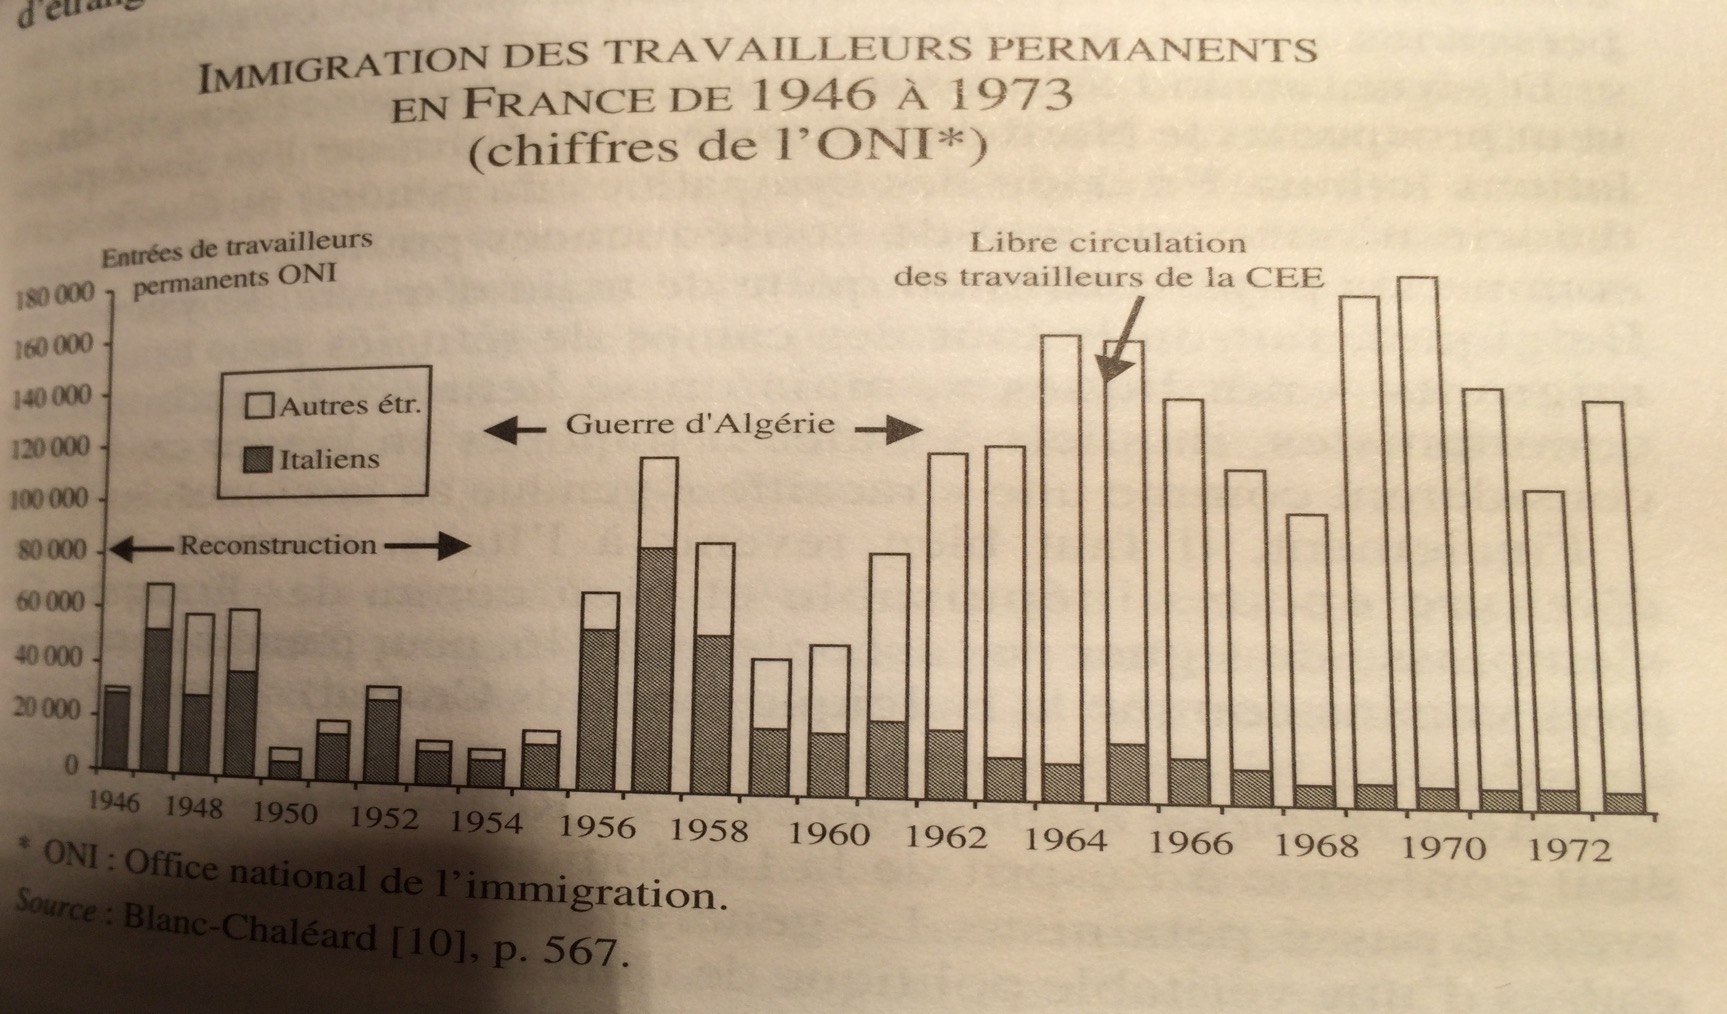 d'étrang
IMMIGRATION DES TRAVAILLEURS PERMANENTS
EN FRANCE DE 1946 À 1973
(chiffres de l'ONI*)
Entrées de travailleurs
permanents ONI
Libre circulation
des travailleurs de la CEE
180 000
160 000
140 000
120 000
100 000
80 000
60 000
40 000
20 000
0
Autres étr.
Italiens
Guerre d'Algérie
Reconstruction
1946 1948 1950 1952 1954 1956 1958 1960 1962 1964 1966 1968 1970 1972
* ONI : Office national de l'immigration.
Source : Blanc-Chaléard [10], p. 567.